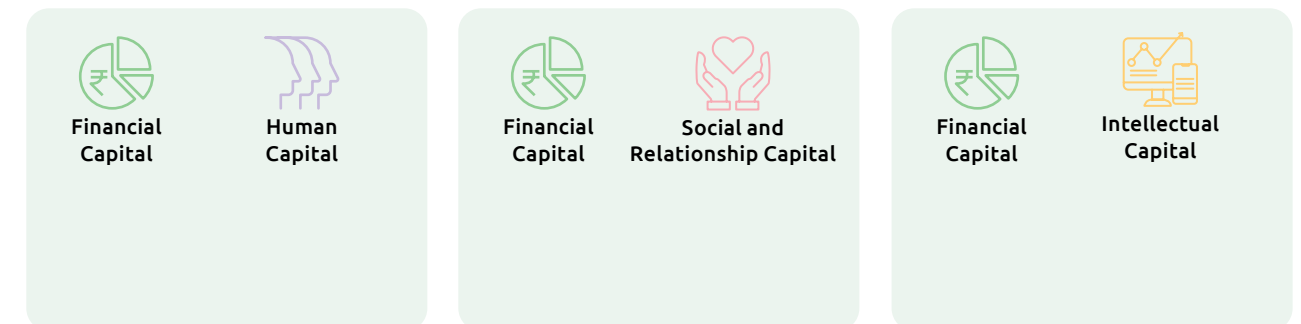 ₹
Financial
Capital
Human
Capital
₹
Financial
Capital
Social and
Relationship Capital
₹
Financial
Capital
Intellectual
Capital